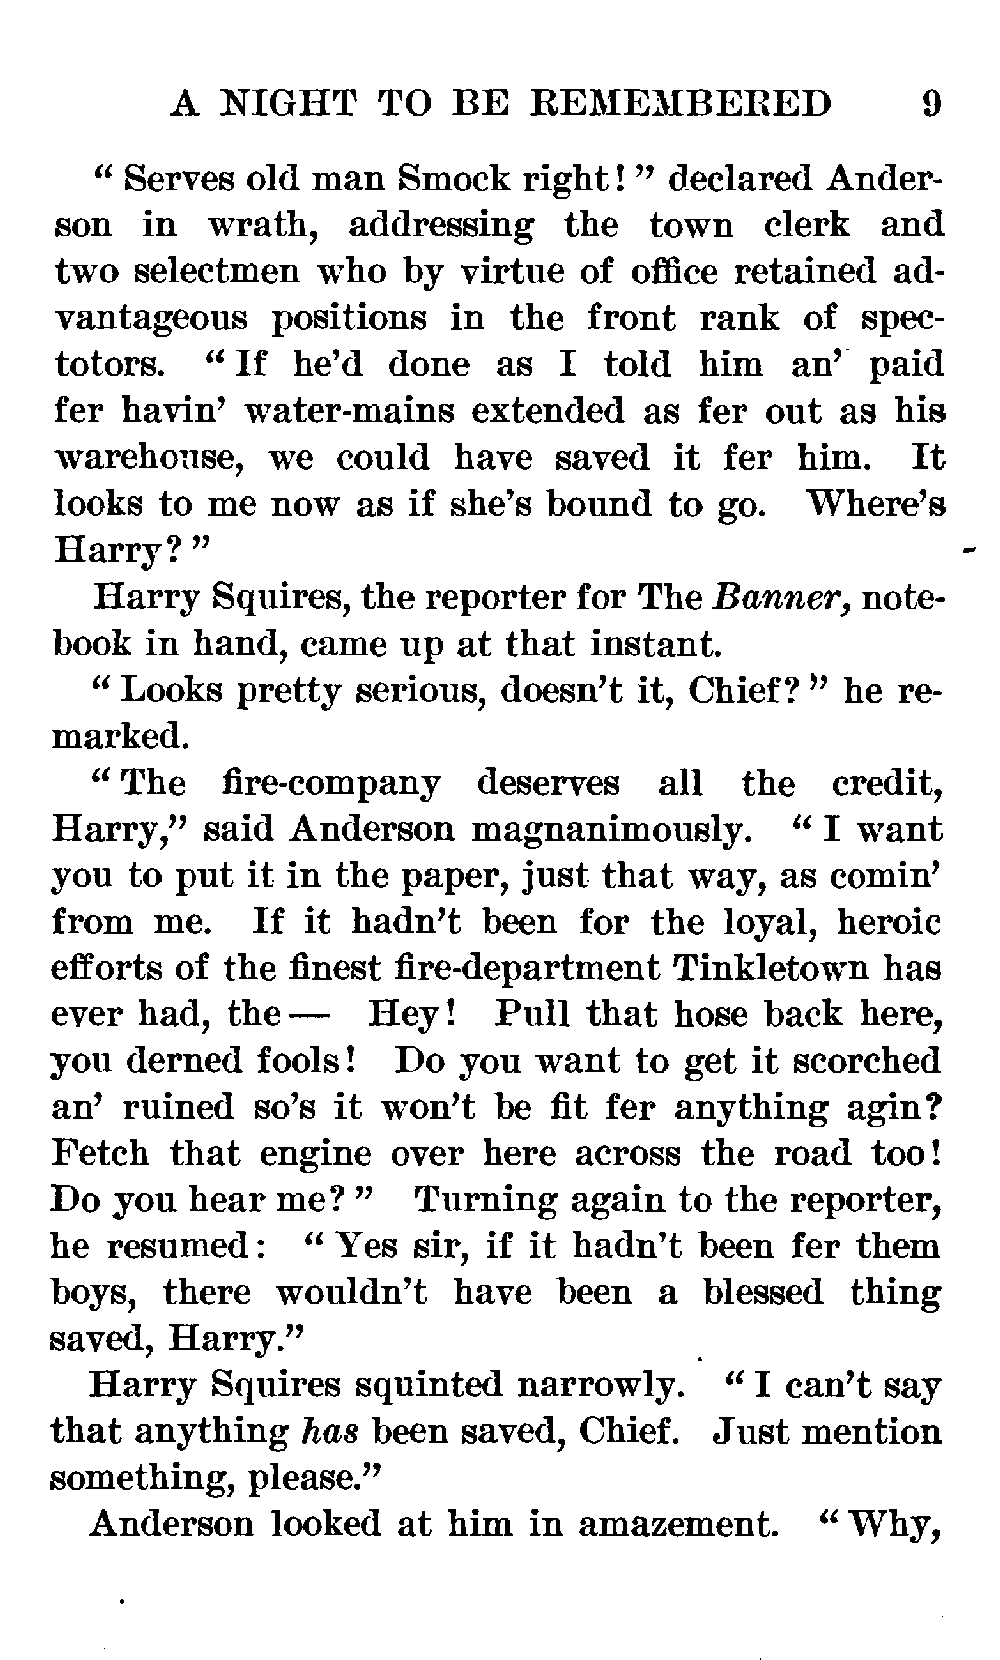 A NIGHT TO BE REMEMBERED 9
“ Serves old man Smock right! ” declared Ander-
son in wrath, addressing the town clerk and
two selectmen who by virtue of office retained ad-
vantageous positions in the front rank of spec-
totors. “ If he’d done as I told him an’ paid
fer havin’ water-mains extended as fer out as his
warehouse, we could have saved it fer him. It
looks to me now as if she’s bound to go. Where’s
Harry? ”
Harry Squires, the reporter for The Banner, note-
book in hand, came up at that instant.
“ Looks pretty serious, doesn’t it, Chief? ” he re-
marked.
“ The fire-company deserves all the credit,
Harry,” said Anderson magnanimously. “ I want
you to put it in the paper, just that way, as comin’
from me. If it hadn’t been for the loyal, heroic
efforts of the finest fire-department Tinkletown has
ever had, the — Hey! Pull that hose back here,
you derned fools! Do you want to get it scorched
an’ ruined so’s it won’t be fit fer anything agin?
Fetch that engine over here across the road too!
Do you hear me? ” Turning again to the reporter,
he resumed: “ Yes sir, if it hadn’t been fer them
boys, there wouldn’t have been a blessed thing
saved, Harry.”
Harry Squires squinted narrowly. “ I can’t say
that anything has been saved, Chief. Just mention
something, please.”
Anderson looked at him in amazement. “ Why,